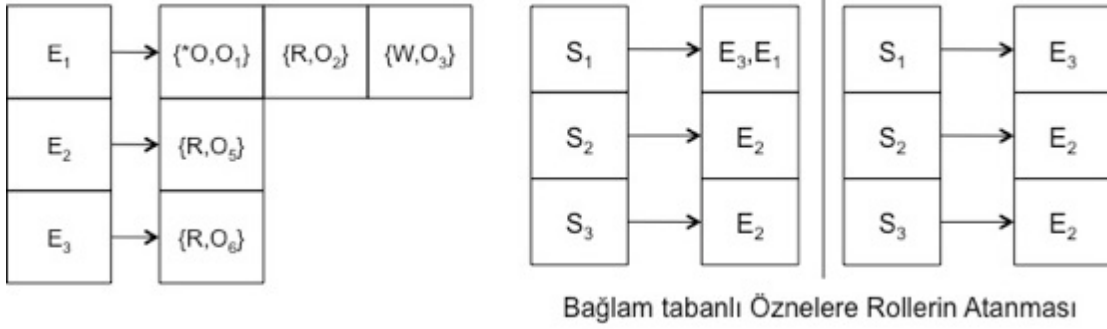 E₁ {*O,O₁} {R,O₂} {W,O₃}
E₂ {R,O₅}
E₃ {R,O₆}
S₁ E₃,E₁
S₂ E₂
S₃ E₂
S₁ E₃
S₂ E₂
S₃ E₂
Bağlam tabanlı Öznelere Rollerin Atanması